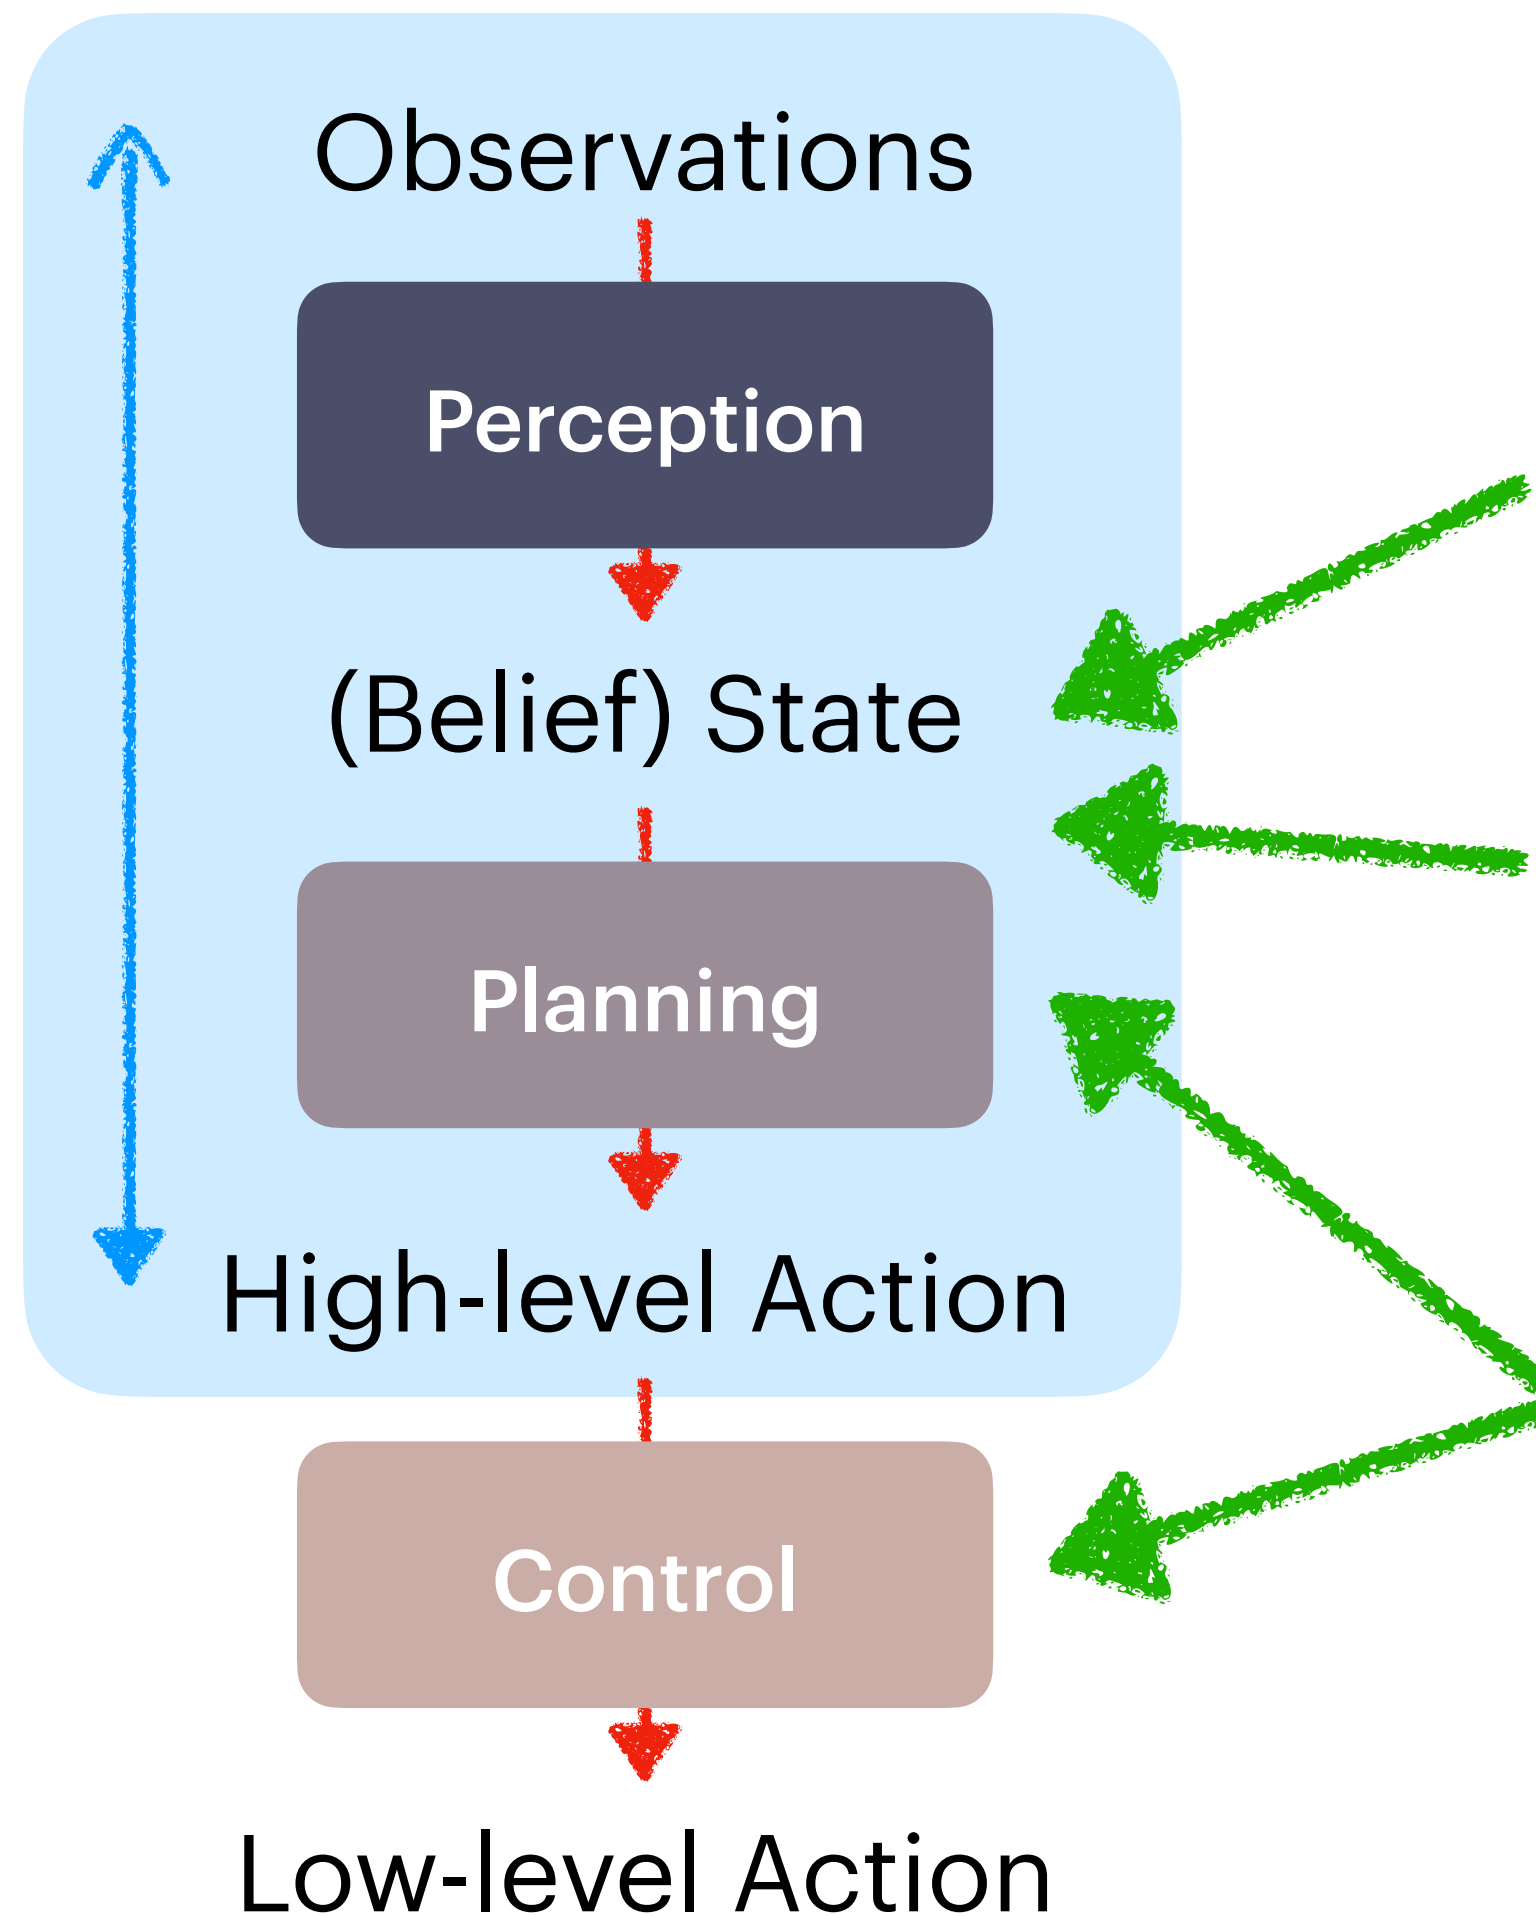 Observations
Perception
(Belief) State
Planning
High-level Action
Control
Low-level Action